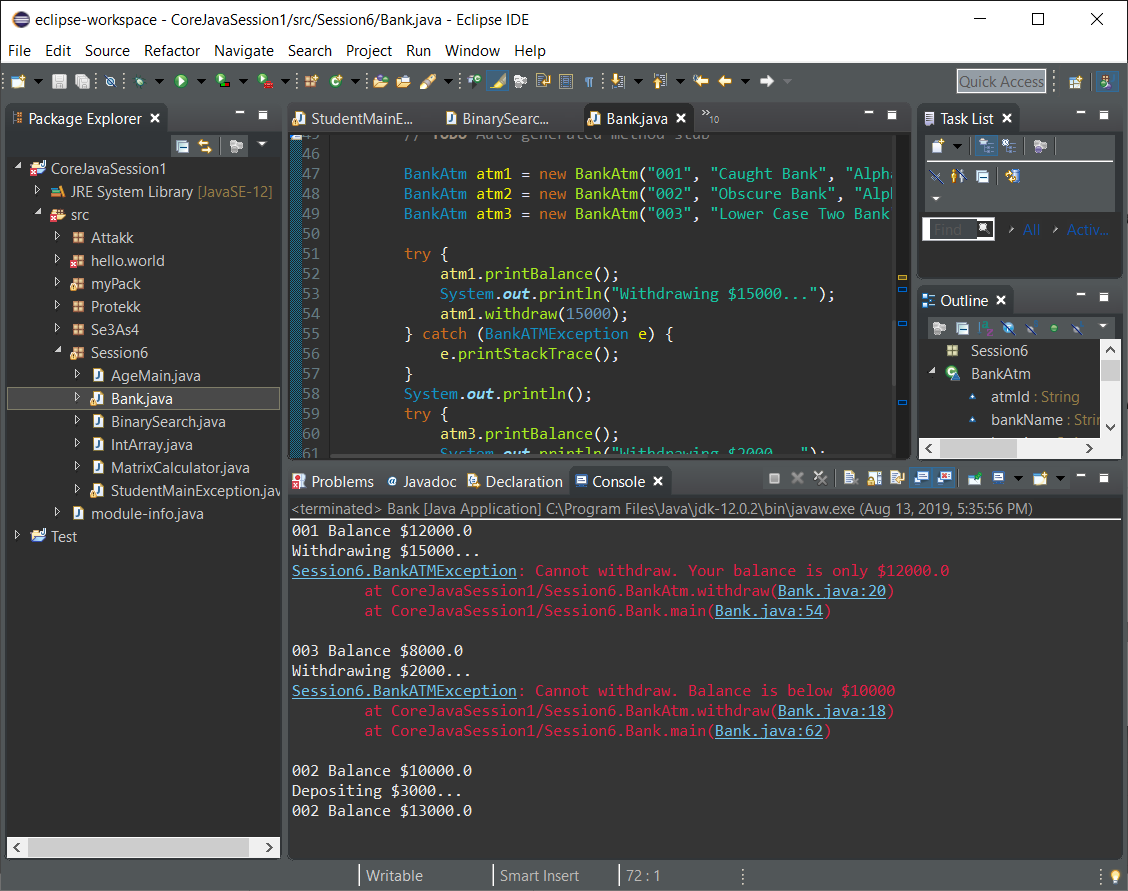 eclipse-workspace - CoreJavaSession1/src/Session6/Bank.java - Eclipse IDE
File Edit Source Refactor Navigate Search Project Run Window Help
Quick Access
Package Explorer
CoreJavaSession1
JRE System Library [JavaSE-12]
src
Attakk
hello.world
myPack
Protekk
Se3As4
Session6
AgeMain.java
Bank.java
BinarySearch.java
IntArray.java
MatrixCalculator.java
StudentMainException.jav
module-info.java
Test
StudentMainE... BinarySearc... Bank.java »10
45 // TODO Auto-generated method stub
46
47 BankAtm atm1 = new BankAtm("001", "Caught Bank", "Alpha
48 BankAtm atm2 = new BankAtm("002", "Obscure Bank", "Alp
49 BankAtm atm3 = new BankAtm("003", "Lower Case Two Bank
50
51 try {
52 atm1.printBalance();
53 System.out.println("Withdrawing $15000...");
54 atm1.withdraw(15000);
55 } catch (BankATMException e) {
56 e.printStackTrace();
57 }
58 System.out.println();
59 try {
60 atm3.printBalance();
61 System.out.println("Withdrawing $2000...");
Task List
Find All Activ...
Outline
Session6
BankAtm
atmId : String
bankName : Strin
Problems @ Javadoc Declaration Console
<terminated> Bank [Java Application] C:\Program Files\Java\jdk-12.0.2\bin\javaw.exe (Aug 13, 2019, 5:35:56 PM)
001 Balance $12000.0
Withdrawing $15000...
Session6.BankATMException: Cannot withdraw. Your balance is only $12000.0
at CoreJavaSession1/Session6.BankAtm.withdraw(Bank.java:20)
at CoreJavaSession1/Session6.Bank.main(Bank.java:54)
003 Balance $8000.0
Withdrawing $2000...
Session6.BankATMException: Cannot withdraw. Balance is below $10000
at CoreJavaSession1/Session6.BankAtm.withdraw(Bank.java:18)
at CoreJavaSession1/Session6.Bank.main(Bank.java:62)
002 Balance $10000.0
Depositing $3000...
002 Balance $13000.0
Writable Smart Insert 72 : 1